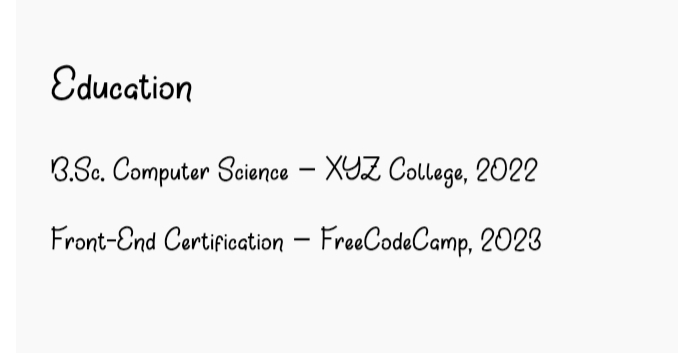 Education
B.Sc. Computer Science – XYZ College, 2022
Front-End Certification – FreeCodeCamp, 2023